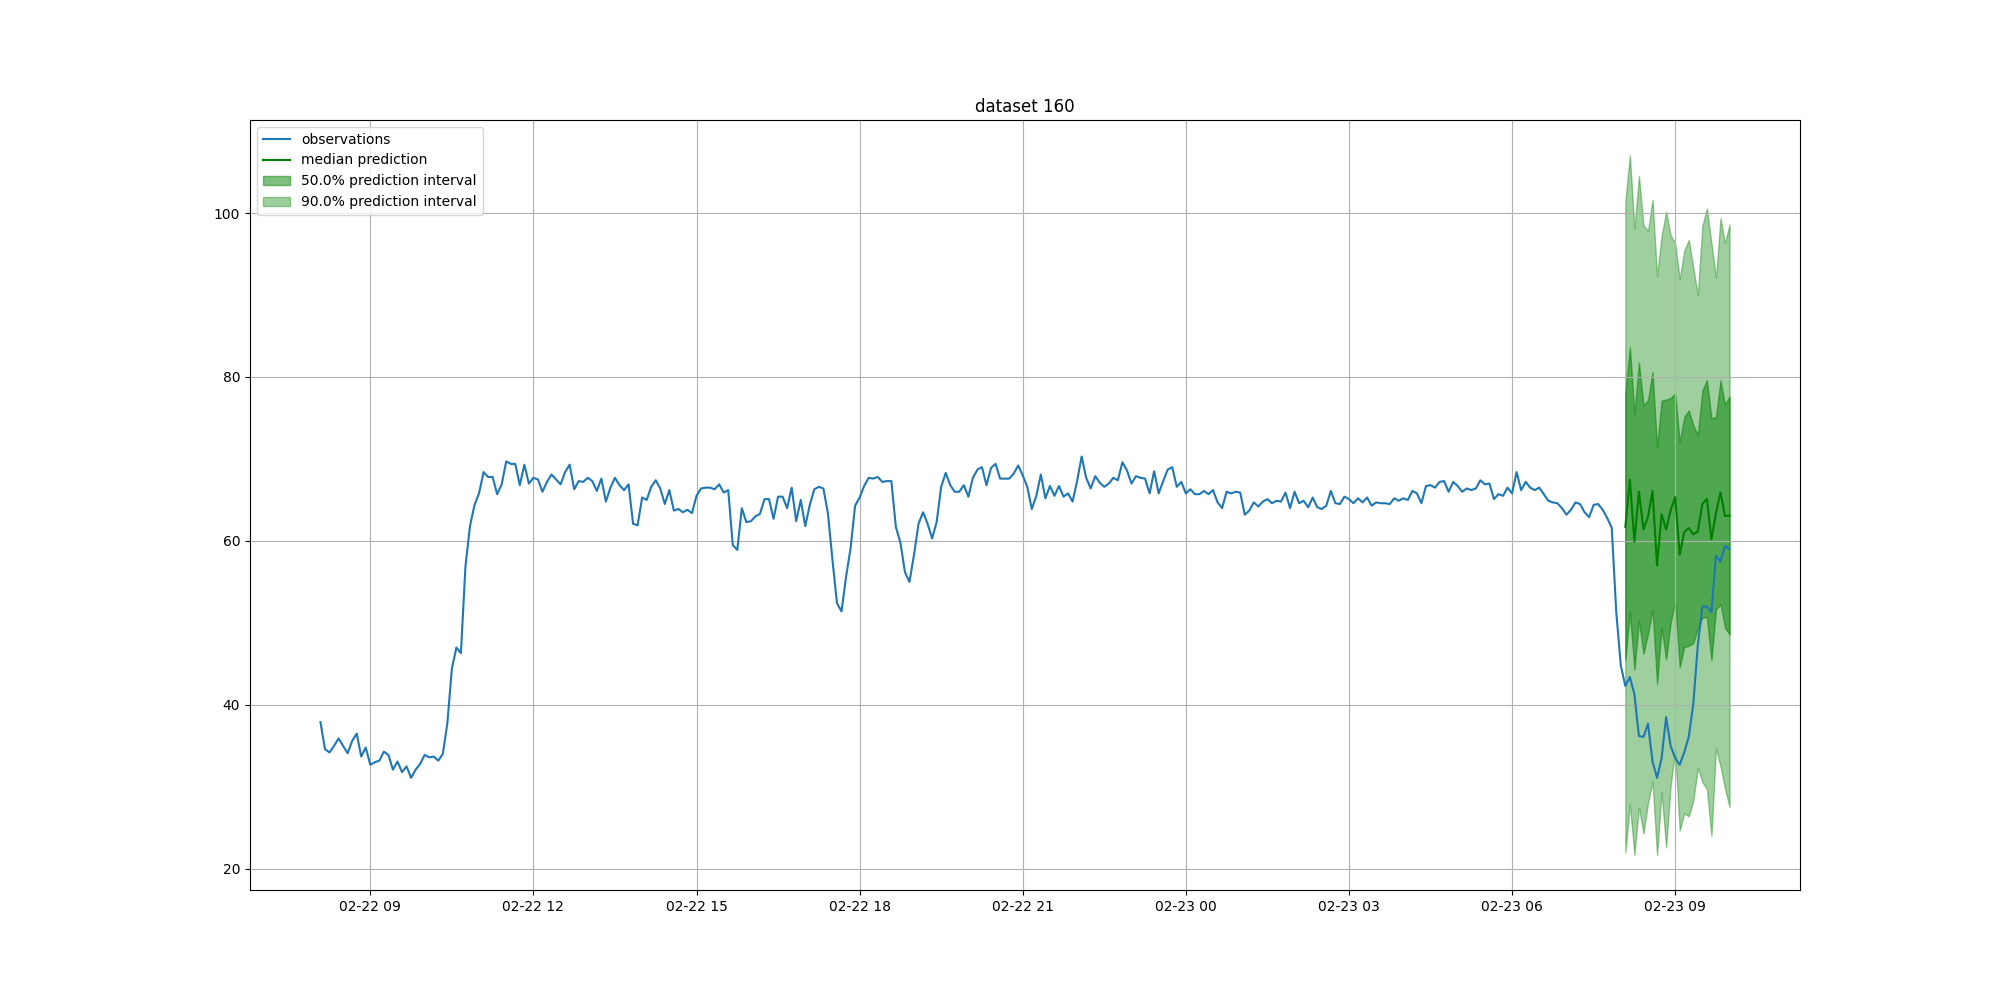 dataset 160
observations
median prediction
50.0% prediction interval
90.0% prediction interval
100
80
60
40
20
02-22 09
02-22 12
02-22 15
02-22 18
02-22 21
02-23 00
02-23 03
02-23 06
02-23 09